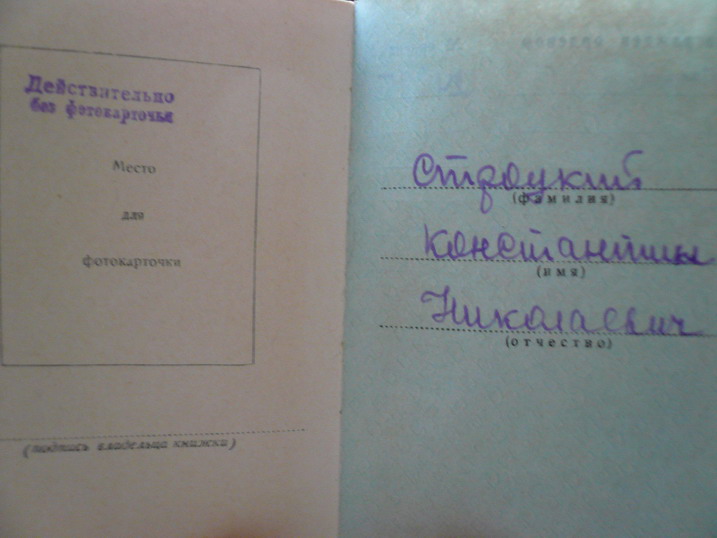 Действительно
без фотокарточки
Место
для
фотокарточки
(подпись владельца книжки)
Строцкий
(фамилия)
Константин
(имя)
Николаевич
(отчество)